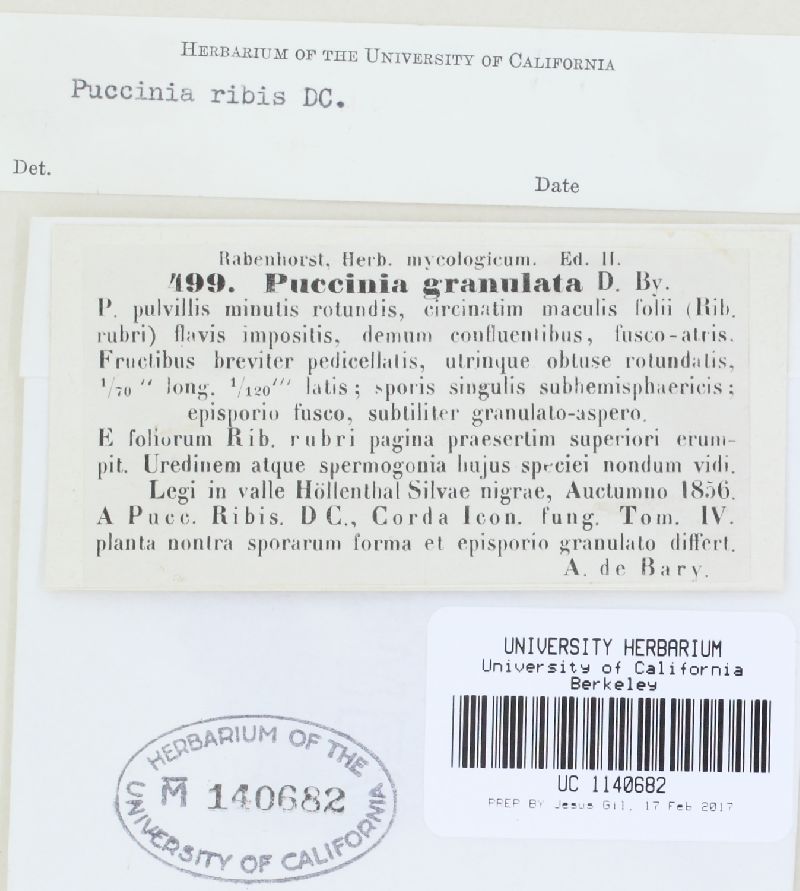 HERBARIUM OF THE UNIVERSITY OF CALIFORNIA
Puccinia ribis DC.
Det.
Date
Rabenhorst, Herb. mycologicum. Ed. II.
499. Puccinia granulata D. By.
P. pulvillis minutis rotundis, circinatim maculis folii (Rib.
rubri) flavis impositis, demum confluentibus, fusco-atris.
Fructibus breviter pedicellatis, utrinque obtuse rotundatis,
1/70''' long. 1/120''' latis; sporis singulis subhemisphaericis;
episporio fusco, subtiliter granulato-aspero.
E foliorum Rib. rubri pagina praesertim superiori erum-
pit. Uredinem atque spermogonia hujus speciei nondum vidi.
Legi in valle Höllenthal Silvae nigrae, Auctumno 1856.
A Pucc. Ribis. DC., Corda Icon. fung. Tom. IV.
planta nontra sporarum forma et episporio granulato differt.
A. de Bary.
UNIVERSITY HERBARIUM
University of California
Berkeley
UC 1140682
PREP BY Jesus Gil, 17 Feb 2017
HERBARIUM OF THE
M 140682
UNIVERSITY OF CALIFORNIA